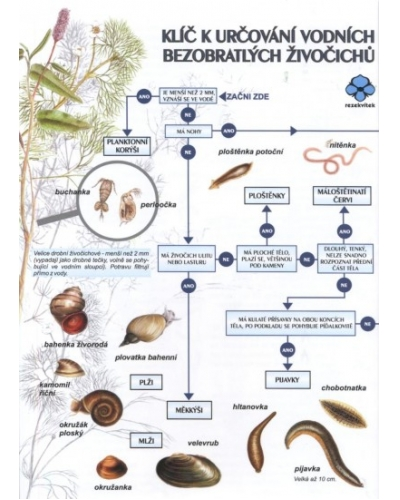 KLÍČ K URČOVÁNÍ VODNÍCH
BEZOBRATLÝCH ŽIVOČICHŮ
JE MENŠÍ NEŽ 2 MM,
VZNÁŠÍ SE VE VODĚ
ZAČNI ZDE
ANO
NE
rezekvítek
MÁ NOHY
ANO
NE
PLANKTONNÍ
KORÝŠI
ploštěnka potoční
nitěnka
buchanka
perloočka
PLOŠTĚNKY
MÁLOŠTĚTINATÍ
ČERVI
ANO
ANO
Velice drobní živočichové - menší než 2 mm
(vypadají jako drobné tečky, volně se pohy-
bující ve vodním sloupci). Potravu filtrují
přímo z vody.
MÁ ŽIVOČICH ULITU
NEBO LASTURU
NE
MÁ PLOCHÉ TĚLO,
PLAZÍ SE, VĚTŠINOU
POD KAMENY
NE
DLOUHÝ, TENKÝ,
NELZE SNADNO
ROZPOZNAT PŘEDNÍ
ČÁST TĚLA
NE
MÁ KULATÉ PŘÍSAVKY NA OBOU KONCÍCH
TĚLA, PO PODKLADU SE POHYBUJE PÍĎALKOVITĚ
NE
ANO
ANO
bahenka živorodá
plovatka bahenní
kamomil
říční
PLŽI
PIJAVKY
chobotnatka
MĚKKÝŠI
hltanovka
okružák
ploský
MLŽI
velevrub
okružanka
pijavka
Velká až 10 cm.